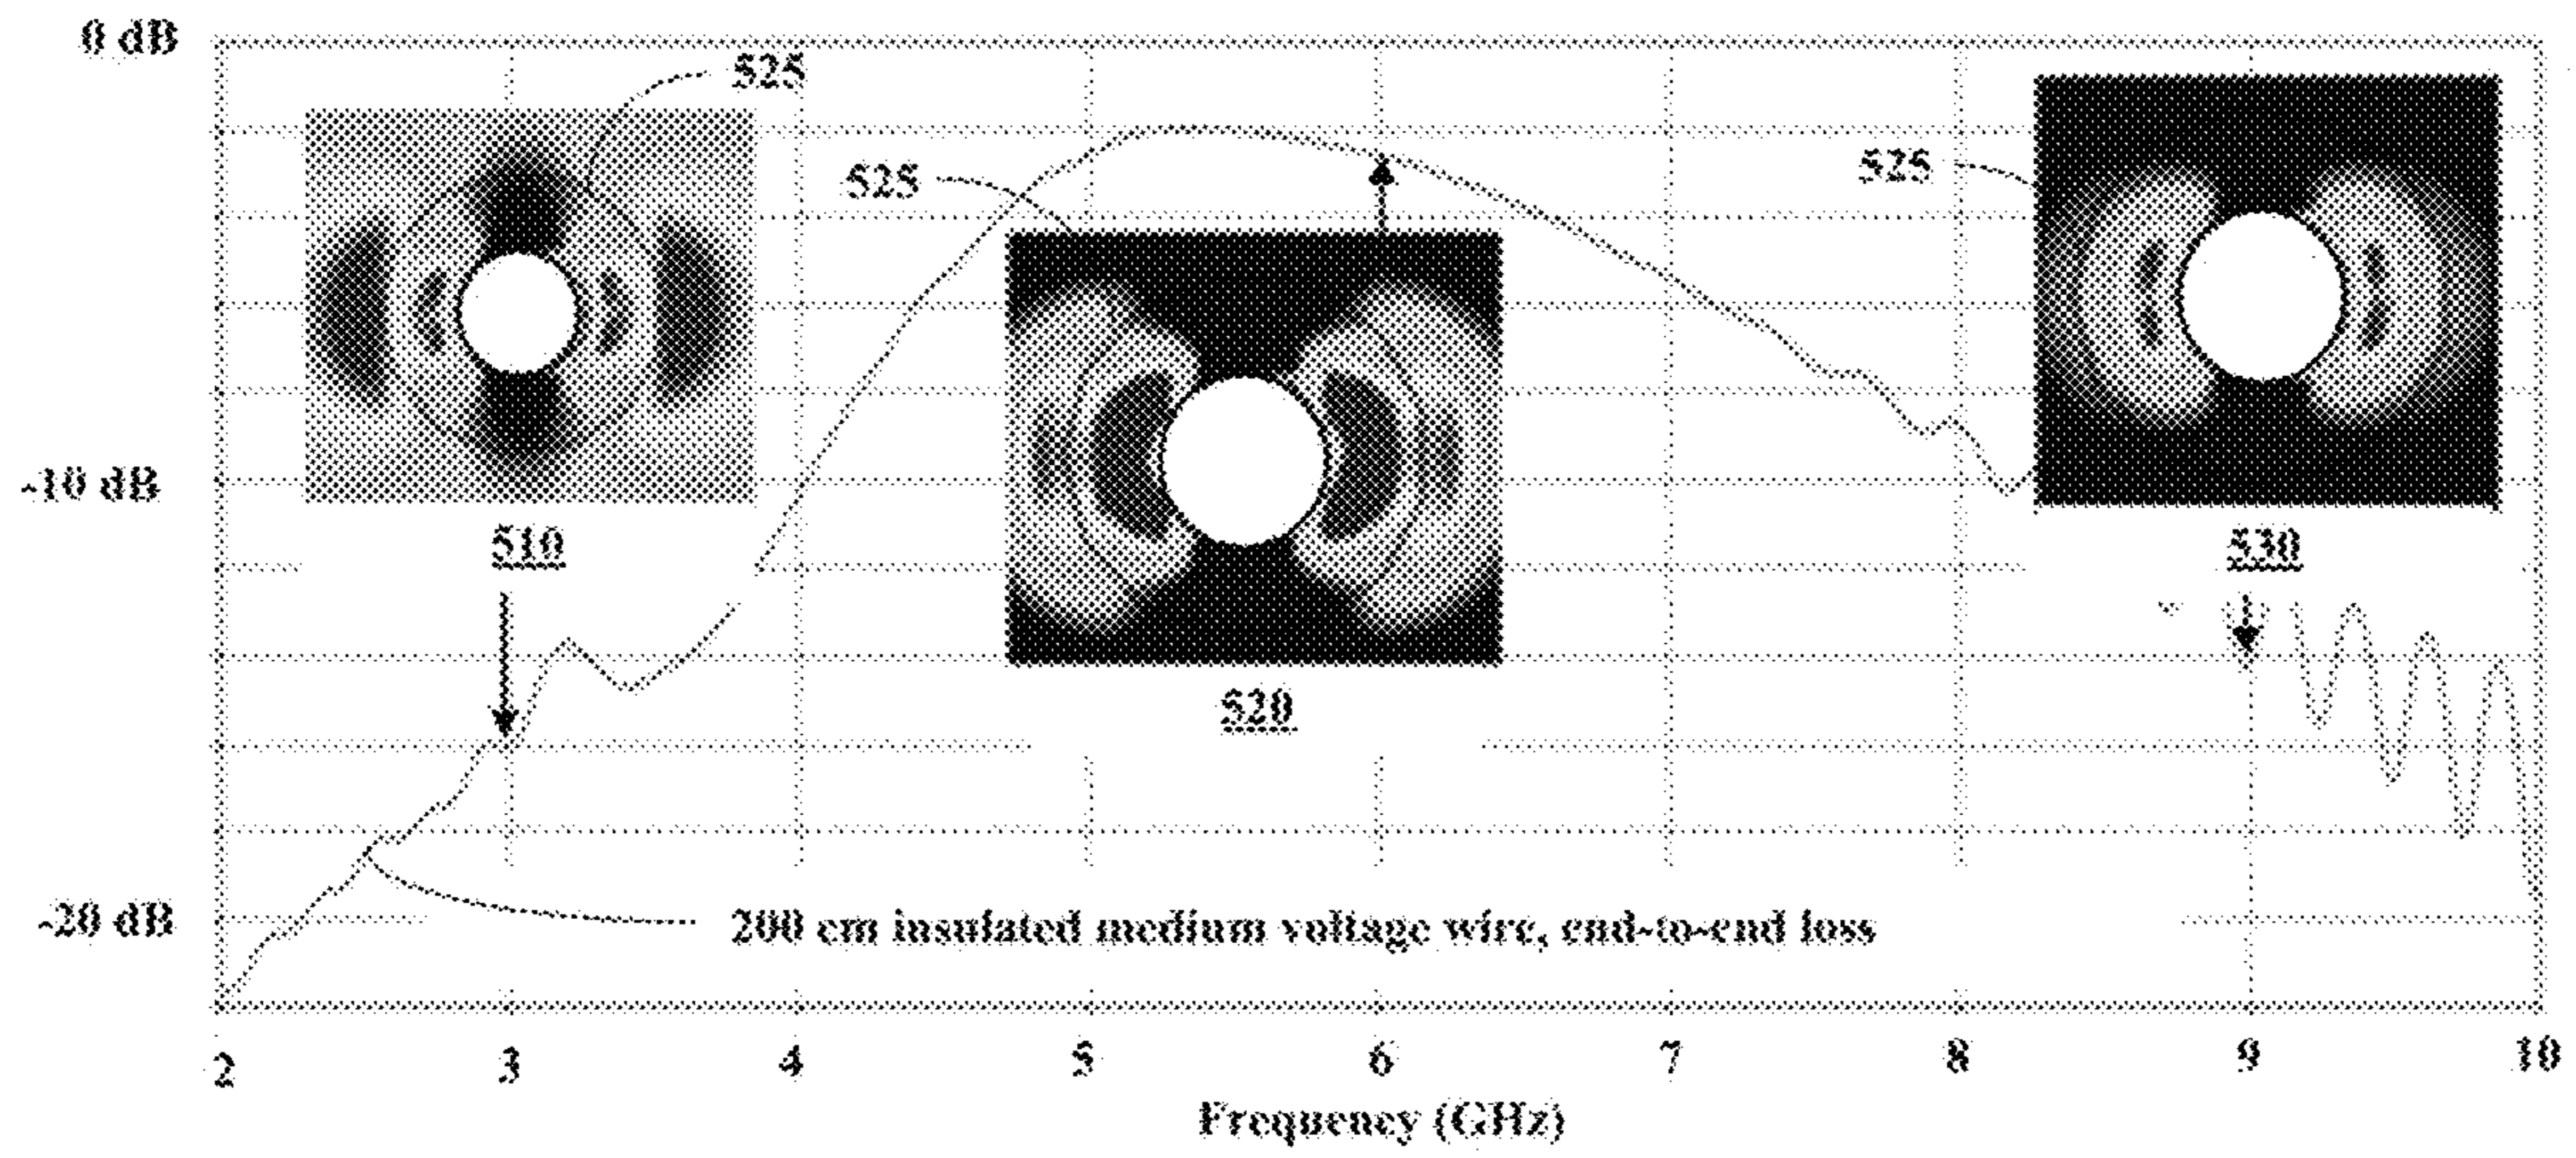 0 dB
525
525
525
-10 dB
510
530
520
-20 dB
200 cm insulated medium voltage wire, end-to-end loss
2 3 4 5 6 7 8 9 10
Frequency (GHz)